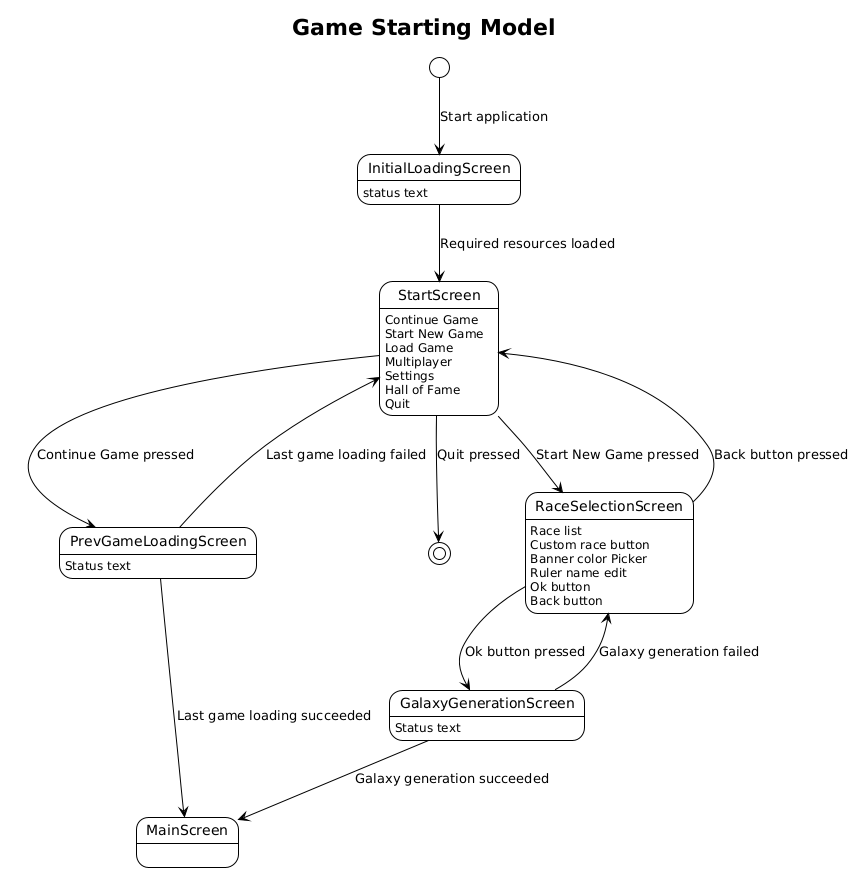 Game Starting Model
Start application
InitialLoadingScreen
status text
Required resources loaded
StartScreen
Continue Game
Start New Game
Load Game
Multiplayer
Settings
Hall of Fame
Quit
Continue Game pressed
Last game loading failed
Quit pressed
Start New Game pressed
Back button pressed
RaceSelectionScreen
Race list
Custom race button
Banner color Picker
Ruler name edit
Ok button
Back button
PrevGameLoadingScreen
Status text
Ok button pressed
Galaxy generation failed
GalaxyGenerationScreen
Status text
Last game loading succeeded
Galaxy generation succeeded
MainScreen